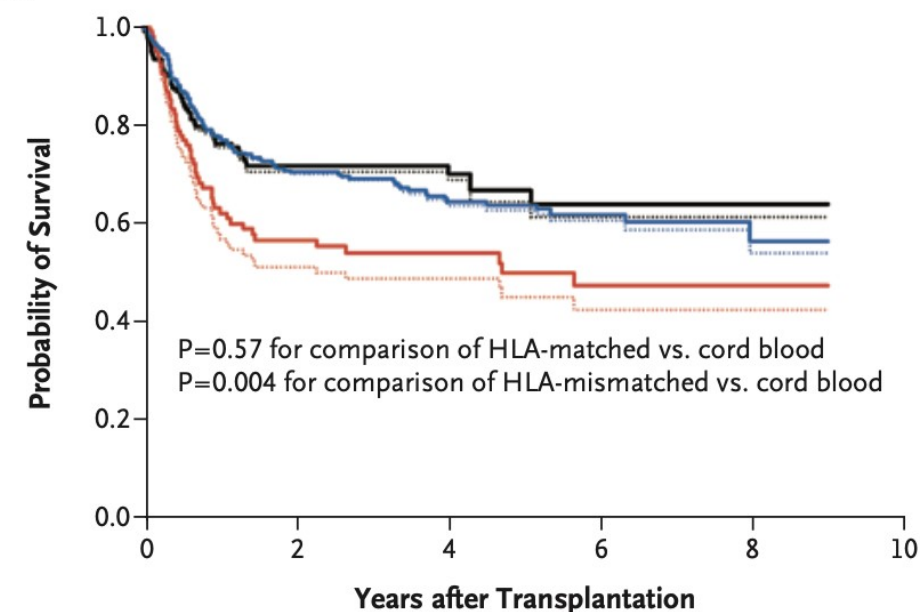 Probability of Survival
1.0
0.8
0.6
0.4
0.2
0.0
P=0.57 for comparison of HLA-matched vs. cord blood
P=0.004 for comparison of HLA-mismatched vs. cord blood
0 2 4 6 8 10
Years after Transplantation